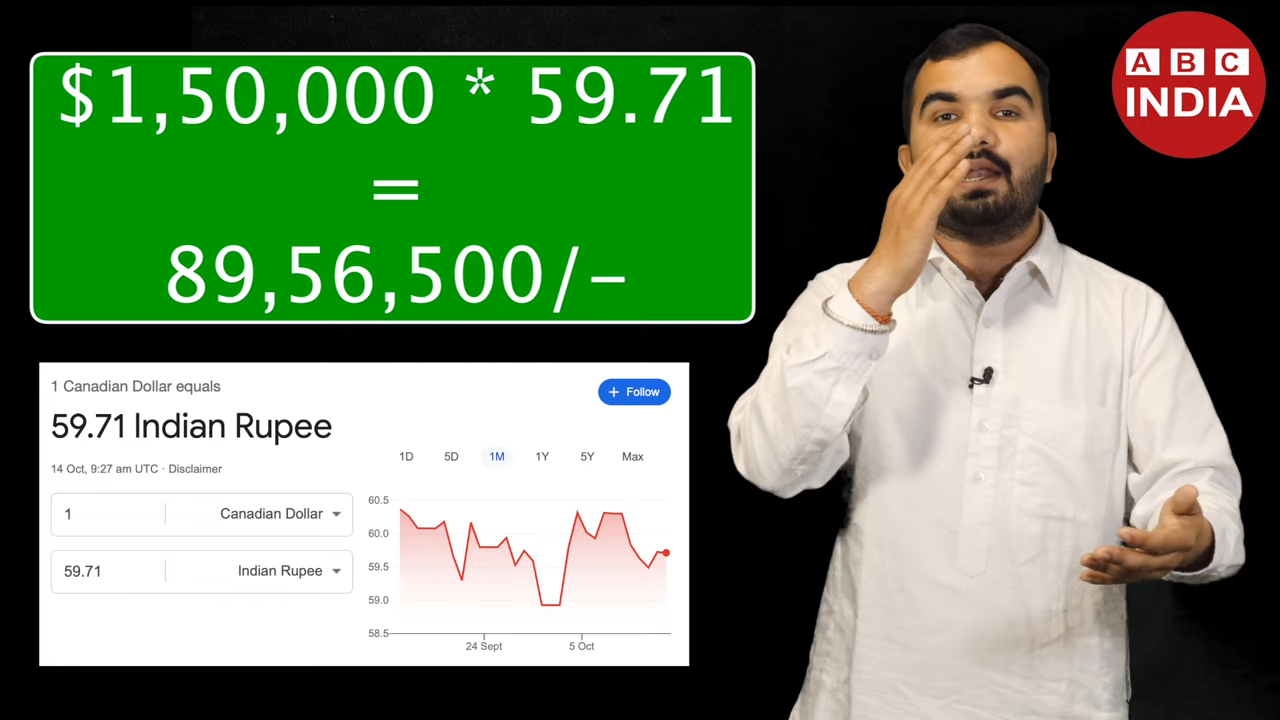 $1,50,000 * 59.71
=
89,56,500/-
ABC
INDIA
1 Canadian Dollar equals
+ Follow
59.71 Indian Rupee
14 Oct, 9:27 am UTC · Disclaimer
1D 5D 1M 1Y 5Y Max
1 Canadian Dollar
59.71 Indian Rupee
60.5
60.0
59.5
59.0
58.5
24 Sept 5 Oct